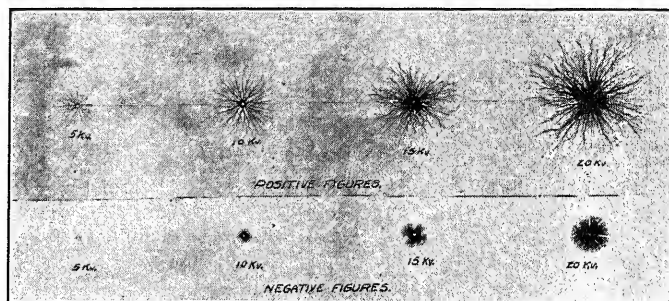 5 Kv.
10 Kv.
15 Kv.
20 Kv.
POSITIVE FIGURES.
5 Kv.
10 Kv.
15 Kv.
20 Kv.
NEGATIVE FIGURES.